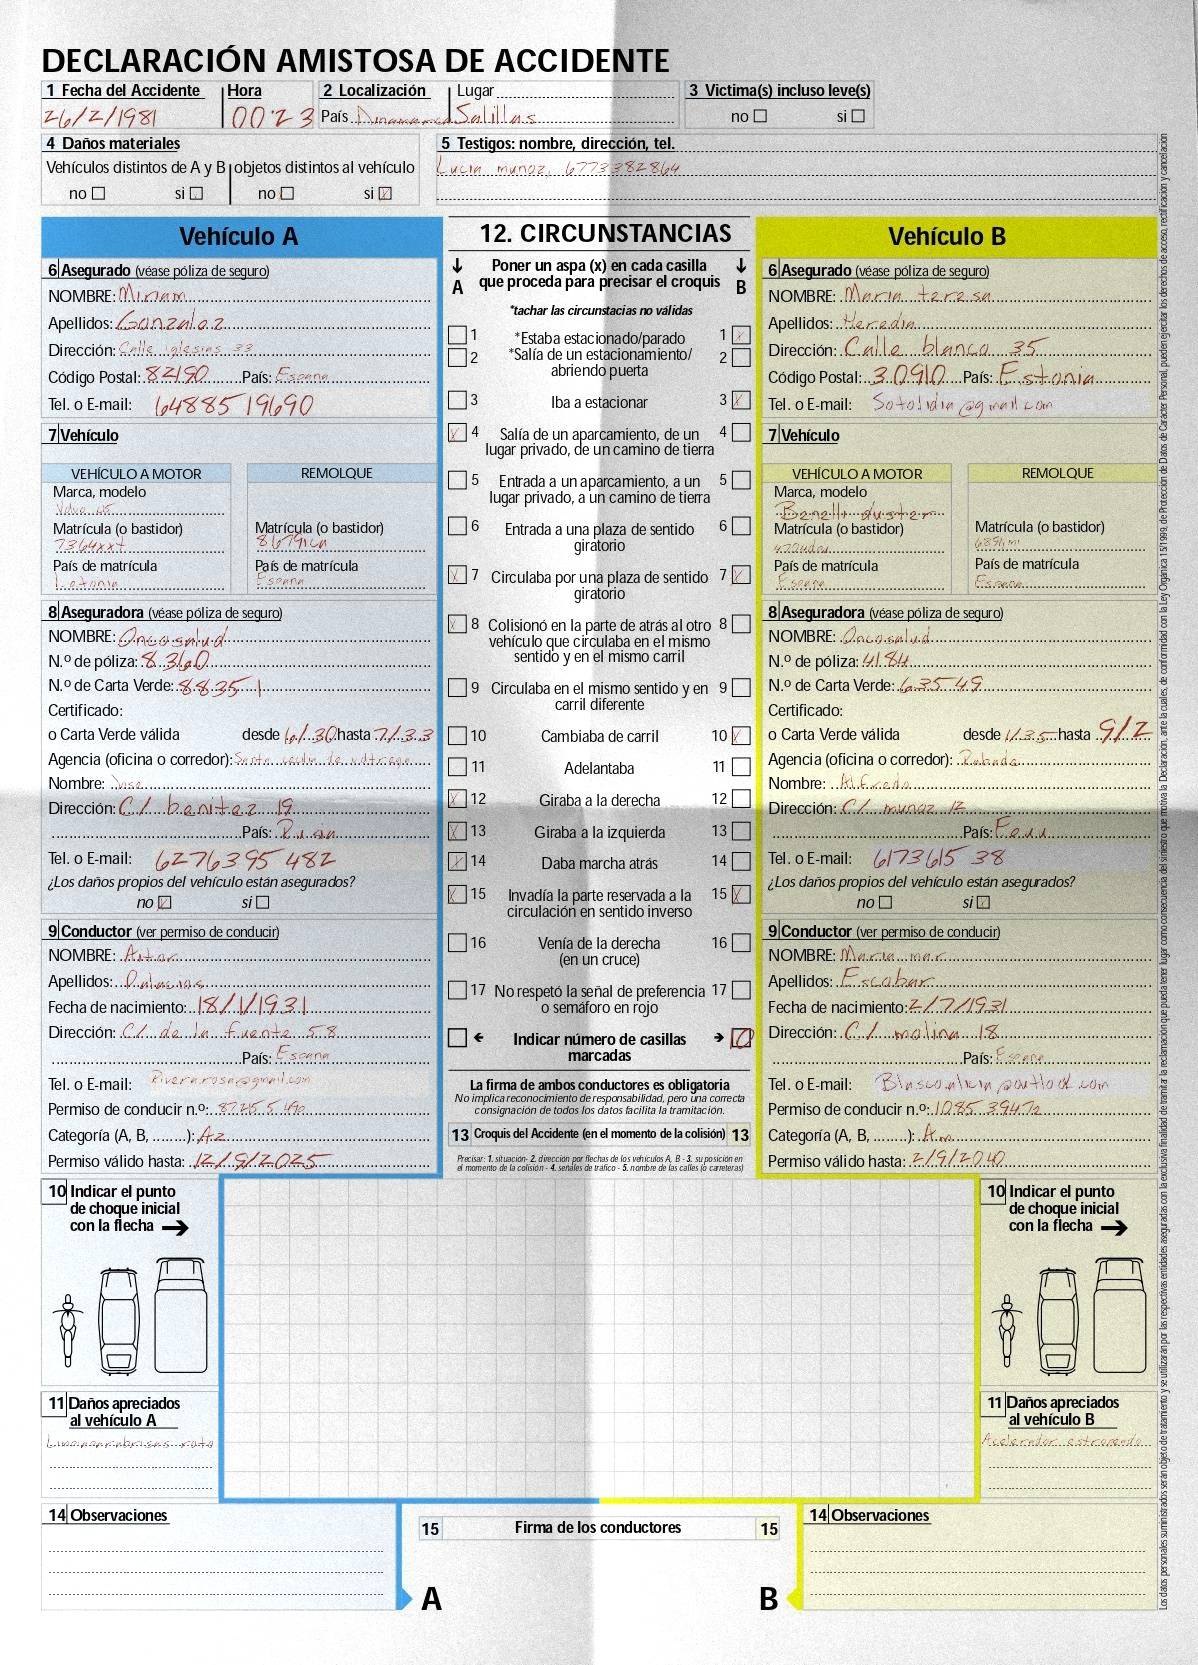 DECLARACIÓN AMISTOSA DE ACCIDENTE
1 Fecha del Accidente Hora 2 Localización Lugar 3 Victima(s) incluso leve(s)
26/2/1981 00:23 País Dinamarca Salillas no si
4 Daños materiales 5 Testigos: nombre, dirección, tel.
Vehículos distintos de A y B objetos distintos al vehículo Lucia munoz, 6773382864
no si no si
Vehículo A
6 Asegurado (véase póliza de seguro)
NOMBRE: Miriam
Apellidos: Gonzalez
Dirección: Calle iglesias 33
Código Postal: 82190 País: Espana
Tel. o E-mail: 6488519690
7 Vehículo
VEHÍCULO A MOTOR REMOLQUE
Marca, modelo
Matrícula (o bastidor) Matrícula (o bastidor)
7364xxt
País de matrícula País de matrícula
Letonia Espana
8 Aseguradora (véase póliza de seguro)
NOMBRE: Oncosalud
N.º de póliza: 8360
N.º de Carta Verde: 88351
Certificado:
o Carta Verde válida desde 6/30 hasta 7/33
Agencia (oficina o corredor): Santa
Nombre: Jose
Dirección: C/ benitez 19
País: Rusia
Tel. o E-mail: 6276395482
¿Los daños propios del vehículo están asegurados?
no si
9 Conductor (ver permiso de conducir)
NOMBRE: Aitor
Apellidos: Palacios
Fecha de nacimiento: 18/1/1931
Dirección: C/ de la fuente 58
País: Espana
Tel. o E-mail: Rivera.rosa@gmail.com
Permiso de conducir n.º:
Categoría (A, B, ........): A2
Permiso válido hasta: 12/9/2025
10 Indicar el punto
de choque inicial
con la flecha
11 Daños apreciados
al vehículo A
Limpiaparabrisas roto
14 Observaciones
12. CIRCUNSTANCIAS
A Poner un aspa (x) en cada casilla B
que proceda para precisar el croquis
*tachar las circunstacias no válidas
1 *Estaba estacionado/parado 1
2 *Salía de un estacionamiento/ 2
abriendo puerta
3 Iba a estacionar 3
4 Salía de un aparcamiento, de un 4
lugar privado, de un camino de tierra
5 Entrada a un aparcamiento, a un 5
lugar privado, a un camino de tierra
6 Entrada a una plaza de sentido 6
giratorio
7 Circulaba por una plaza de sentido 7
giratorio
8 Colisionó en la parte de atrás al otro 8
vehículo que circulaba en el mismo
sentido y en el mismo carril
9 Circulaba en el mismo sentido y en 9
carril diferente
10 Cambiaba de carril 10
11 Adelantaba 11
12 Giraba a la derecha 12
13 Giraba a la izquierda 13
14 Daba marcha atrás 14
15 Invadía la parte reservada a la 15
circulación en sentido inverso
16 Venía de la derecha 16
(en un cruce)
17 No respetó la señal de preferencia 17
o semáforo en rojo
Indicar número de casillas 10
marcadas
La firma de ambos conductores es obligatoria
No implica reconocimiento de responsabilidad, pero una correcta
consignación de todos los datos facilita la tramitación.
13 Croquis del Accidente (en el momento de la colisión) 13
Precisar: 1. situación- 2. dirección por flechas de los vehículos A, B - 3. su posición en
el momento de la colisión - 4. señales de tráfico - 5. nombre de las calles (o carreteras)
15 Firma de los conductores 15
A B
Vehículo B
6 Asegurado (véase póliza de seguro)
NOMBRE: Maria teresa
Apellidos: Heredia
Dirección: Calle blanco 35
Código Postal: 30910 País: Estonia
Tel. o E-mail: Sotolidia@gmail.com
7 Vehículo
VEHÍCULO A MOTOR REMOLQUE
Marca, modelo
Benelli duster
Matrícula (o bastidor) Matrícula (o bastidor)
País de matrícula País de matrícula
Espana Espana
8 Aseguradora (véase póliza de seguro)
NOMBRE: Oncosalud
N.º de póliza: 4184
N.º de Carta Verde: 63549
Certificado:
o Carta Verde válida desde 1/35 hasta 9/2
Agencia (oficina o corredor): Rabade
Nombre: Alfredo
Dirección: C/ munoz 12
País: Peru
Tel. o E-mail: 617361538
¿Los daños propios del vehículo están asegurados?
no si
9 Conductor (ver permiso de conducir)
NOMBRE: Maria mar
Apellidos: Escobar
Fecha de nacimiento: 2/7/1931
Dirección: C/ molina 18
País: Espana
Tel. o E-mail: Blascoalicia@outlook.com
Permiso de conducir n.º: 1085 39472
Categoría (A, B, ........): Am
Permiso válido hasta: 2/9/2040
10 Indicar el punto
de choque inicial
con la flecha
11 Daños apreciados
al vehículo B
Acelerador estropeado
14 Observaciones
Los datos personales suministrados serán objeto de tratamiento y se utilizarán por las respectivas entidades aseguradas con la exclusiva finalidad de tramitar la reclamación que pueda tener lugar como consecuencia del siniestro que motiva la Declaración, ante la cuales, de conformidad con la Ley Orgánica 15/1999, de Protección de Datos de Carácter Personal, pueden ejercitar los derechos de acceso, rectificación y cancelación